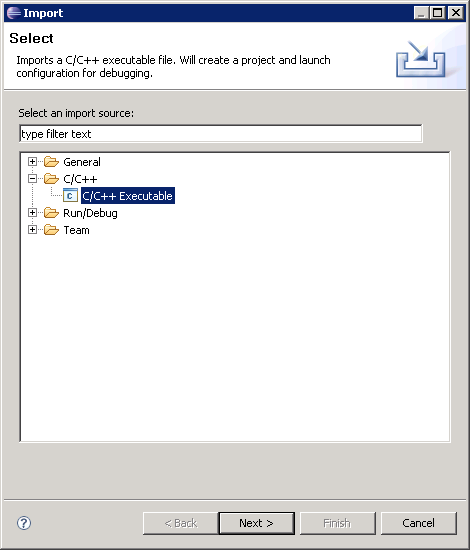 Import
Select
Imports a C/C++ executable file. Will create a project and launch
configuration for debugging.
Select an import source:
type filter text
General
C/C++
C/C++ Executable
Run/Debug
Team
< Back
Next >
Finish
Cancel